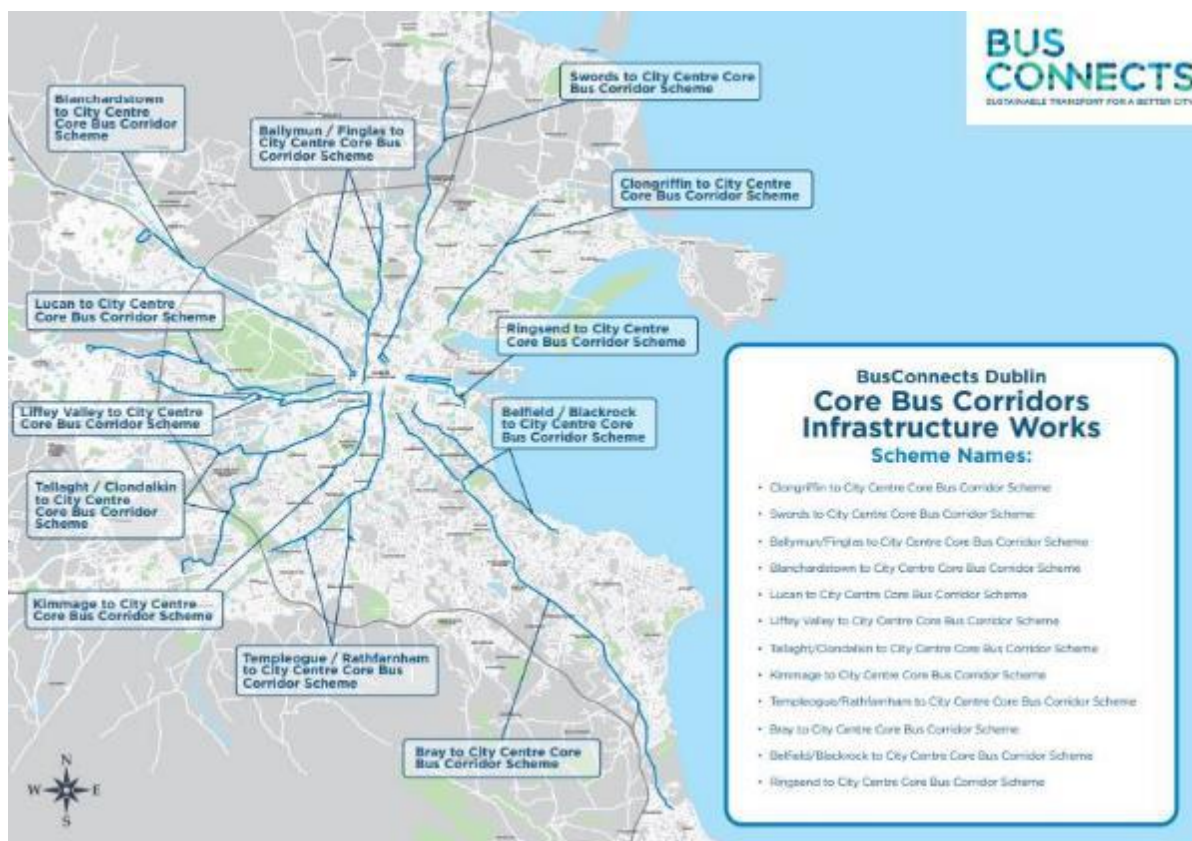 BUS
CONNECTS
SUSTAINABLE TRANSPORT FOR A BETTER CITY
Swords to City Centre Core
Bus Corridor Scheme
Blanchardstown
to City Centre
Core Bus Corridor
Scheme
Ballymun / Finglas to
City Centre Core Bus
Corridor Scheme
Clongriffin to City Centre
Core Bus Corridor Scheme
Lucan to City Centre
Core Bus Corridor Scheme
Ringsend to City Centre
Core Bus Corridor Scheme
Liffey Valley to City Centre
Core Bus Corridor Scheme
Belfield / Blackrock
to City Centre Core
Bus Corridor Scheme
Tallaght / Clondalkin
to City Centre
Core Bus Corridor
Scheme
Kimmage to City Centre
Core Bus Corridor Scheme
Templeogue / Rathfarnham
to City Centre Core Bus
Corridor Scheme
Bray to City Centre Core
Bus Corridor Scheme
N
W E
S
BusConnects Dublin
Core Bus Corridors
Infrastructure Works
Scheme Names:
• Clongriffin to City Centre Core Bus Corridor Scheme
• Swords to City Centre Core Bus Corridor Scheme
• Ballymun/Finglas to City Centre Core Bus Corridor Scheme
• Blanchardstown to City Centre Core Bus Corridor Scheme
• Lucan to City Centre Core Bus Corridor Scheme
• Liffey Valley to City Centre Core Bus Corridor Scheme
• Tallaght/Clondalkin to City Centre Core Bus Corridor Scheme
• Kimmage to City Centre Core Bus Corridor Scheme
• Templeogue/Rathfarnham to City Centre Core Bus Corridor Scheme
• Bray to City Centre Core Bus Corridor Scheme
• Belfield/Blackrock to City Centre Core Bus Corridor Scheme
• Ringsend to City Centre Core Bus Corridor Scheme